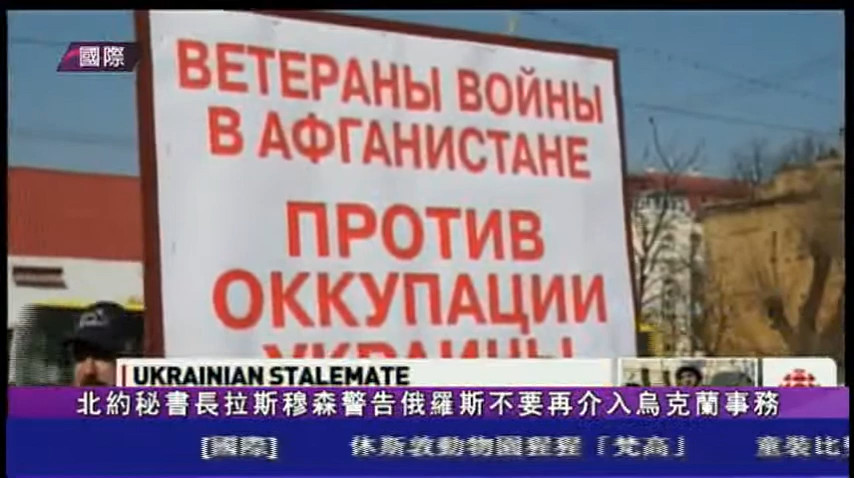 國際
ВЕТЕРАНЫ ВОЙНЫ
В АФГАНИСТАНЕ
ПРОТИВ
ОККУПАЦИИ
УКРАИНЫ
UKRAINIAN STALEMATE
北約秘書長拉斯穆森警告俄羅斯不要再介入烏克蘭事務
[國際] 休斯敦動物園猩猩「梵高」 童裝比